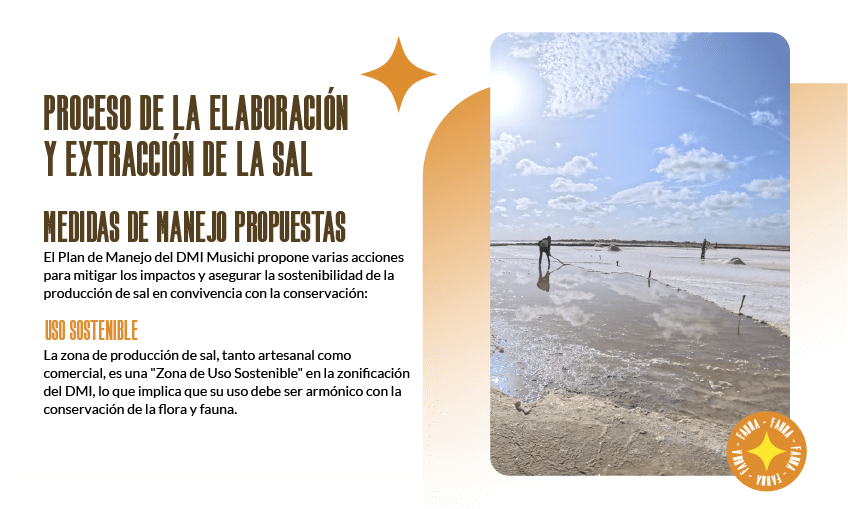 PROCESO DE LA ELABORACIÓN
Y EXTRACCIÓN DE LA SAL
MEDIDAS DE MANEJO PROPUESTAS
El Plan de Manejo del DMI Musichi propone varias acciones
para mitigar los impactos y asegurar la sostenibilidad de la
producción de sal en convivencia con la conservación:
USO SOSTENIBLE
La zona de producción de sal, tanto artesanal como
comercial, es una "Zona de Uso Sostenible" en la zonificación
del DMI, lo que implica que su uso debe ser armónico con la
conservación de la flora y fauna.
FAUNA - FAUNA - FAUNA - FAUNA - FAUNA -